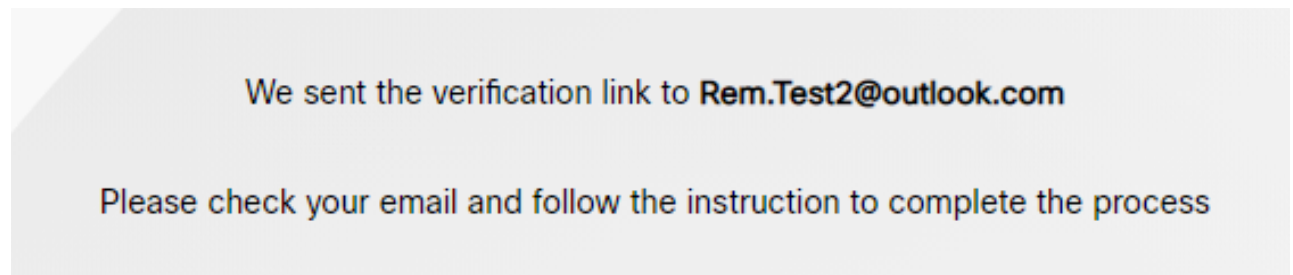 We sent the verification link to Rem.Test2@outlook.com
Please check your email and follow the instruction to complete the process